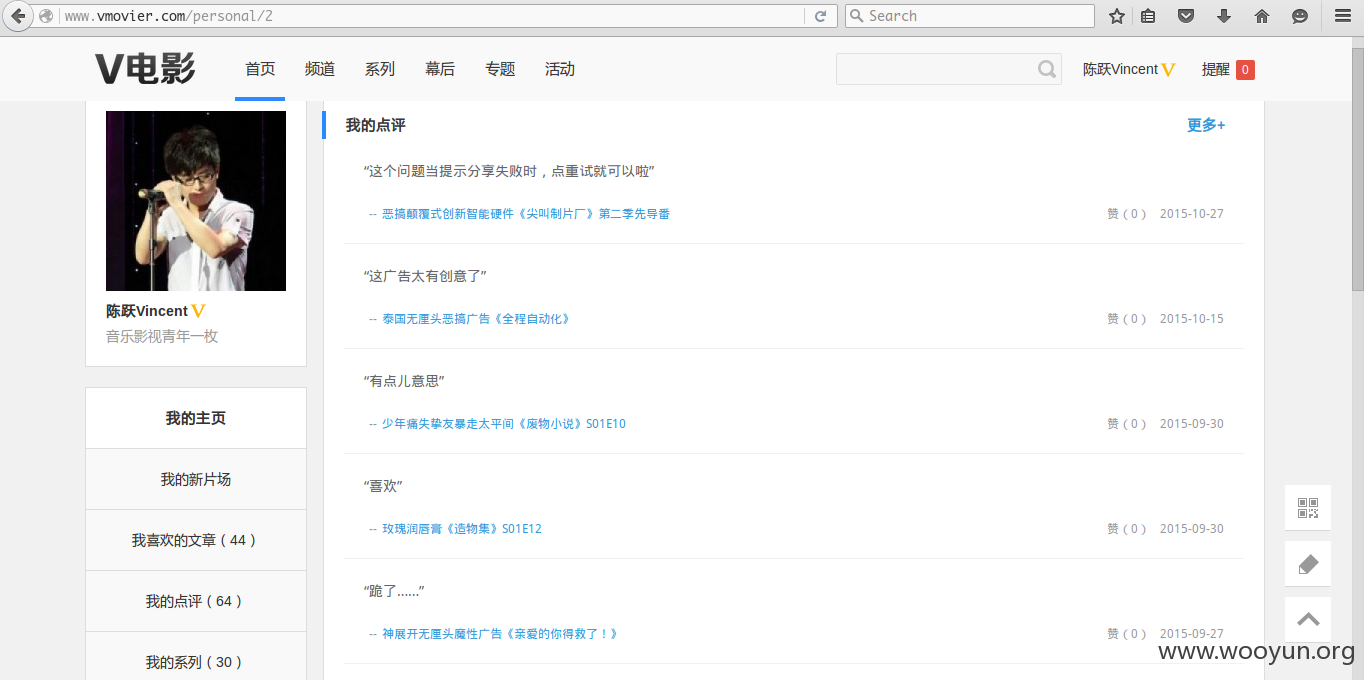 www.vmovier.com/personal/2
Search
V电影
首页 频道 系列 幕后 专题 活动
陈跃Vincent V 提醒 0
陈跃Vincent V
音乐影视青年一枚
我的主页
我的新片场
我喜欢的文章（44）
我的点评（64）
我的系列（30）
我的点评 更多+
“这个问题当提示分享失败时，点重试就可以啦”
-- 恶搞颠覆式创新智能硬件《尖叫制片厂》第二季先导番 赞（0） 2015-10-27
“这广告太有创意了”
-- 泰国无厘头恶搞广告《全程自动化》 赞（0） 2015-10-15
“有点儿意思”
-- 少年痛失挚友暴走太平间《废物小说》S01E10 赞（0） 2015-09-30
“喜欢”
-- 玫瑰润唇膏《造物集》S01E12 赞（0） 2015-09-30
“跪了......”
-- 神展开无厘头魔性广告《亲爱的你得救了！》 赞（0） 2015-09-27
www.wooyun.org